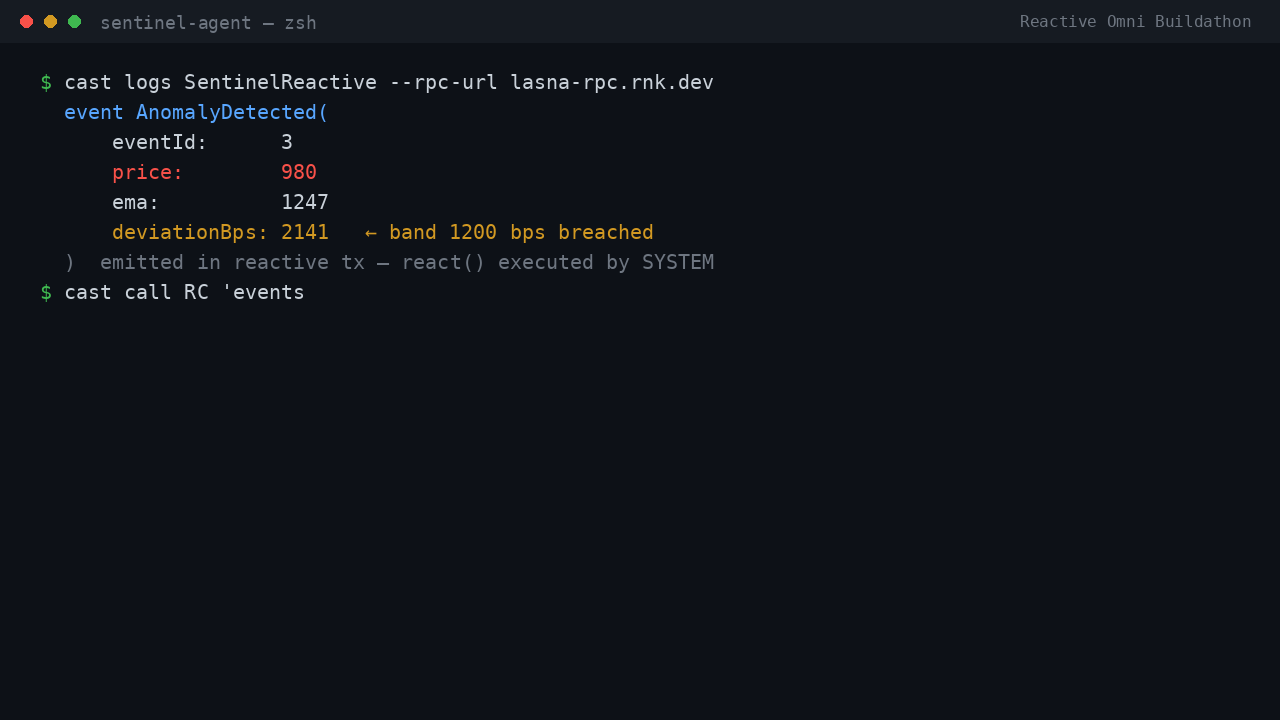 sentinel-agent — zsh
Reactive Omni Buildathon
$ cast logs SentinelReactive --rpc-url lasna-rpc.rnk.dev
event AnomalyDetected(
eventId: 3
price: 980
ema: 1247
deviationBps: 2141 ← band 1200 bps breached
) emitted in reactive tx — react() executed by SYSTEM
$ cast call RC 'events